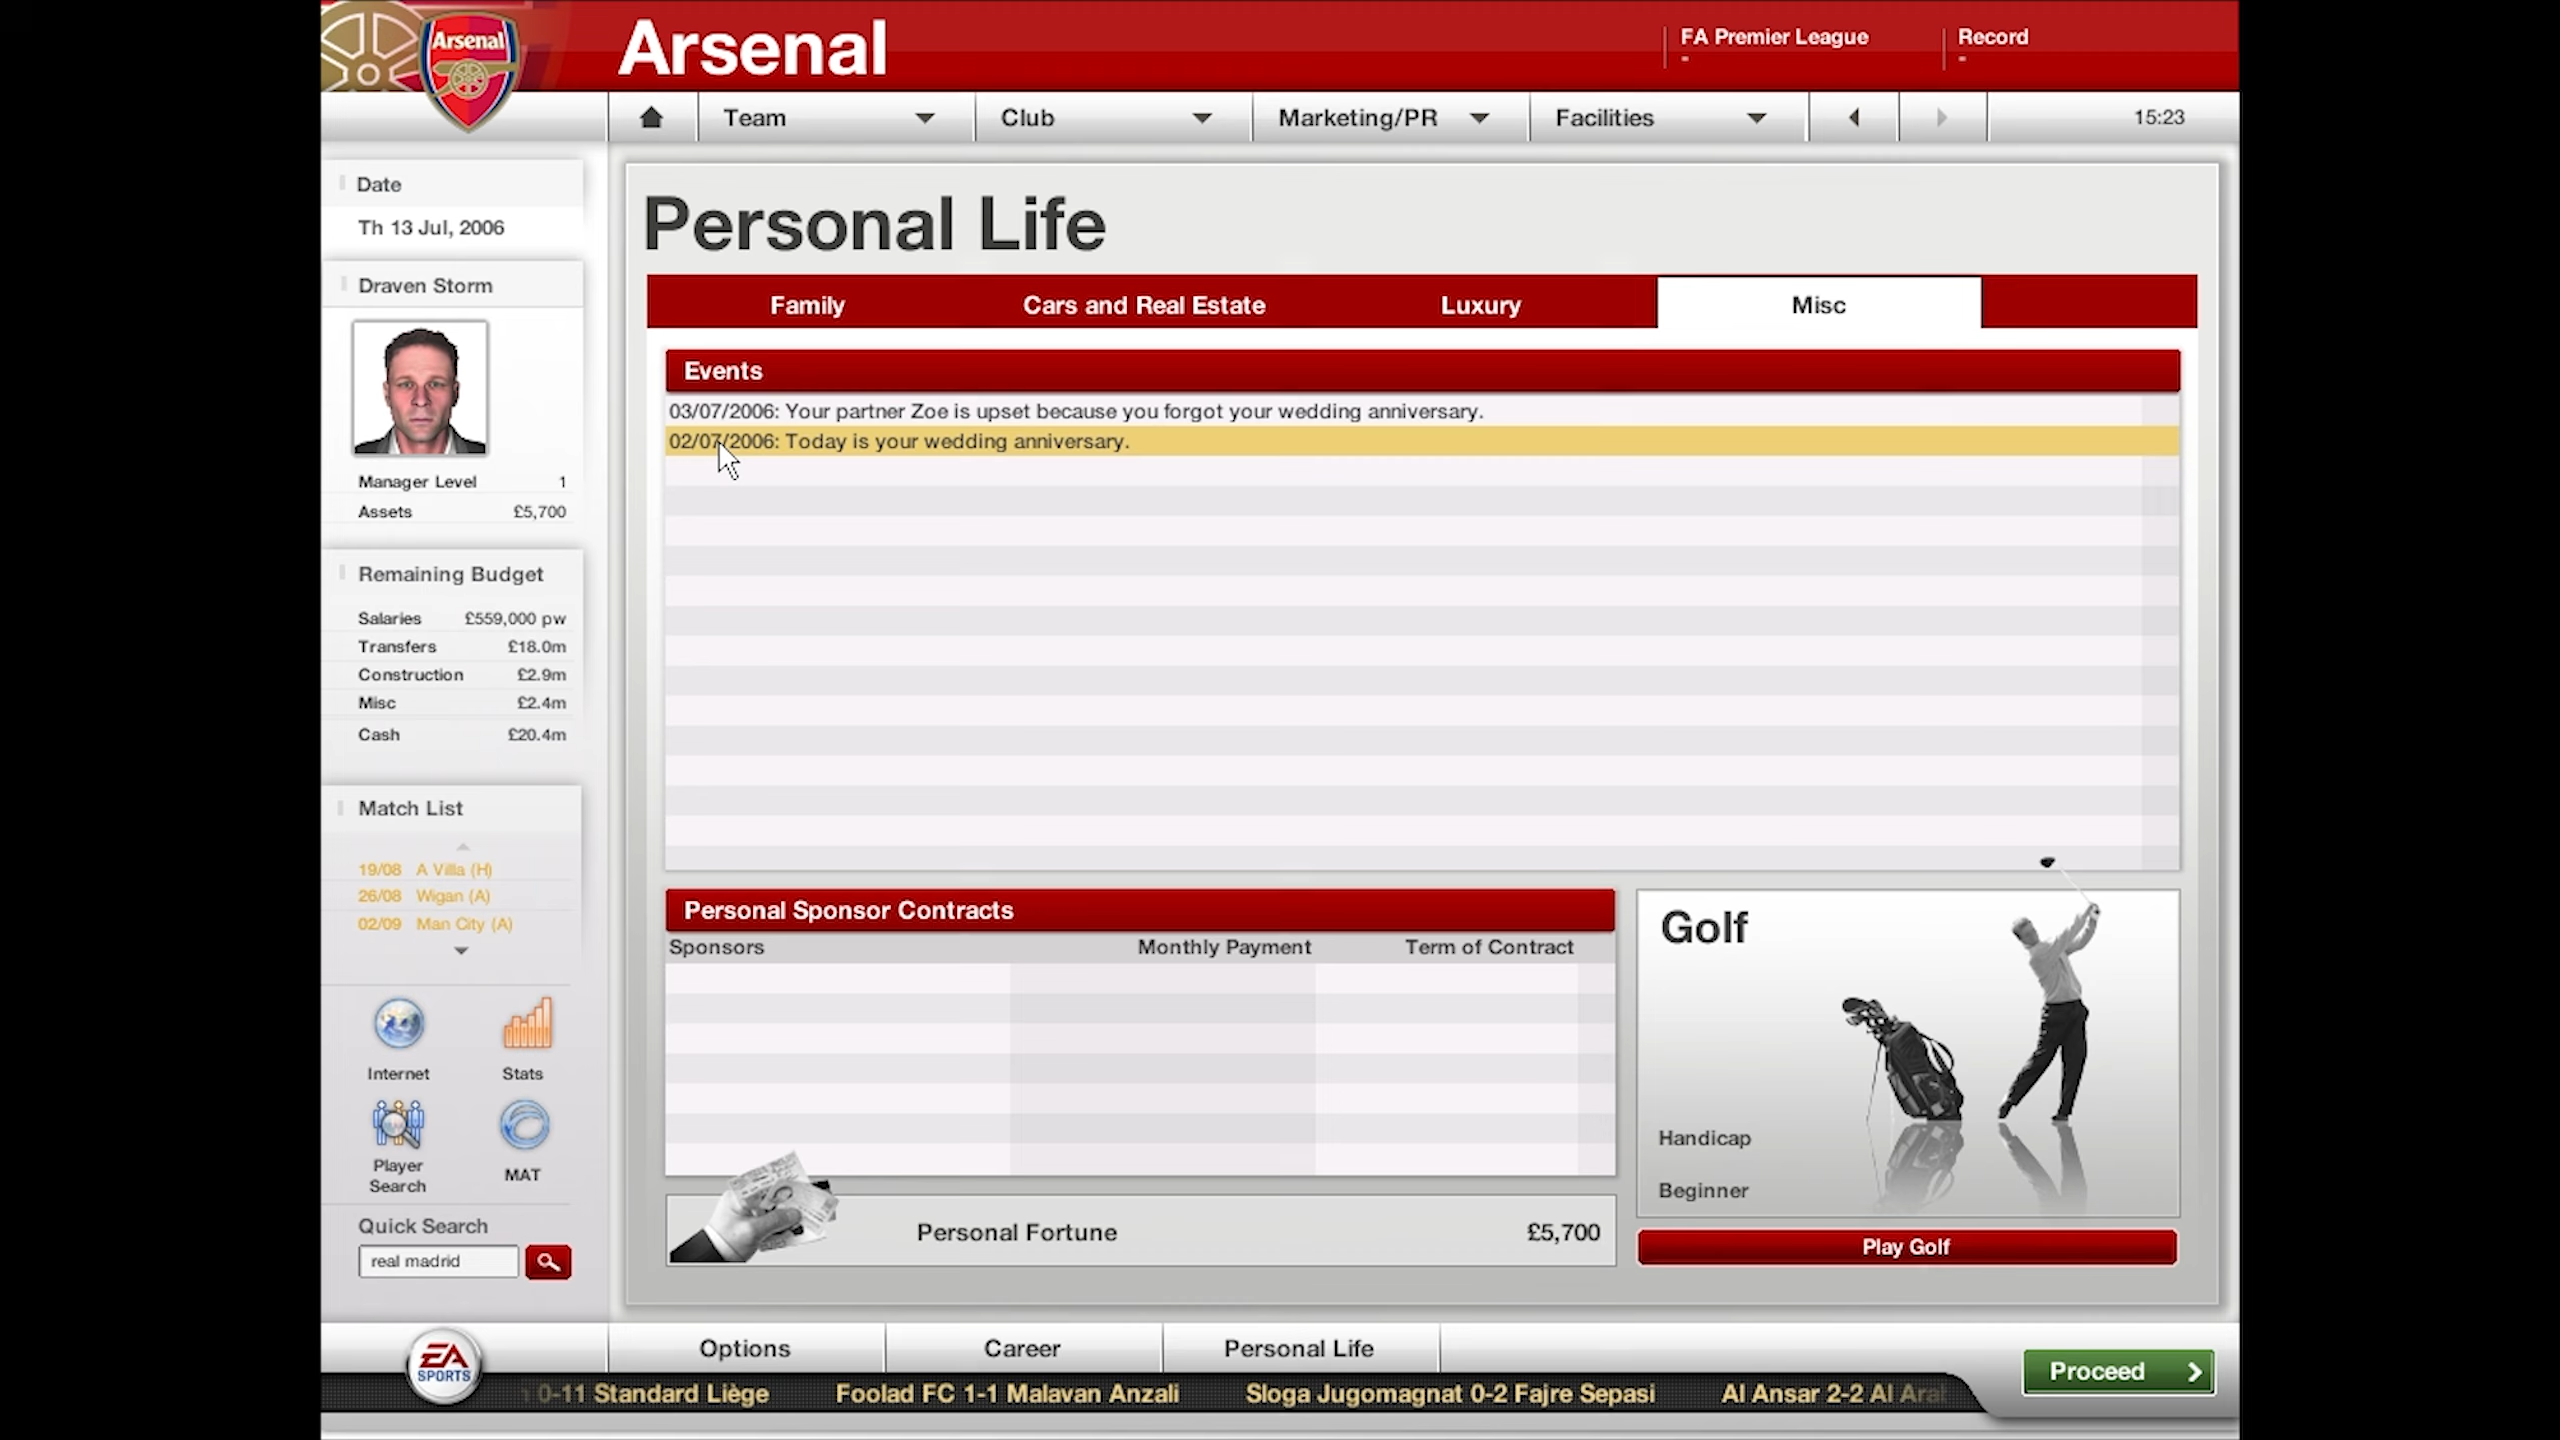 Arsenal
Arsenal
FA Premier League
-
Record
-
Team
Club
Marketing/PR
Facilities
15:23
Date
Th 13 Jul, 2006
Draven Storm
Manager Level 1
Assets £5,700
Remaining Budget
Salaries £559,000 pw
Transfers £18.0m
Construction £2.9m
Misc £2.4m
Cash £20.4m
Match List
19/08 A Villa (H)
26/08 Wigan (A)
02/09 Man City (A)
Internet
Stats
Player Search
MAT
Quick Search
real madrid
Personal Life
Family
Cars and Real Estate
Luxury
Misc
Events
03/07/2006: Your partner Zoe is upset because you forgot your wedding anniversary.
02/07/2006: Today is your wedding anniversary.
Personal Sponsor Contracts
Sponsors Monthly Payment Term of Contract
Personal Fortune £5,700
Golf
Handicap
Beginner
Play Golf
EA SPORTS
Options
Career
Personal Life
Proceed
0-11 Standard Liège Foolad FC 1-1 Malavan Anzali Sloga Jugomagnat 0-2 Fajre Sepasi Al Ansar 2-2 Al